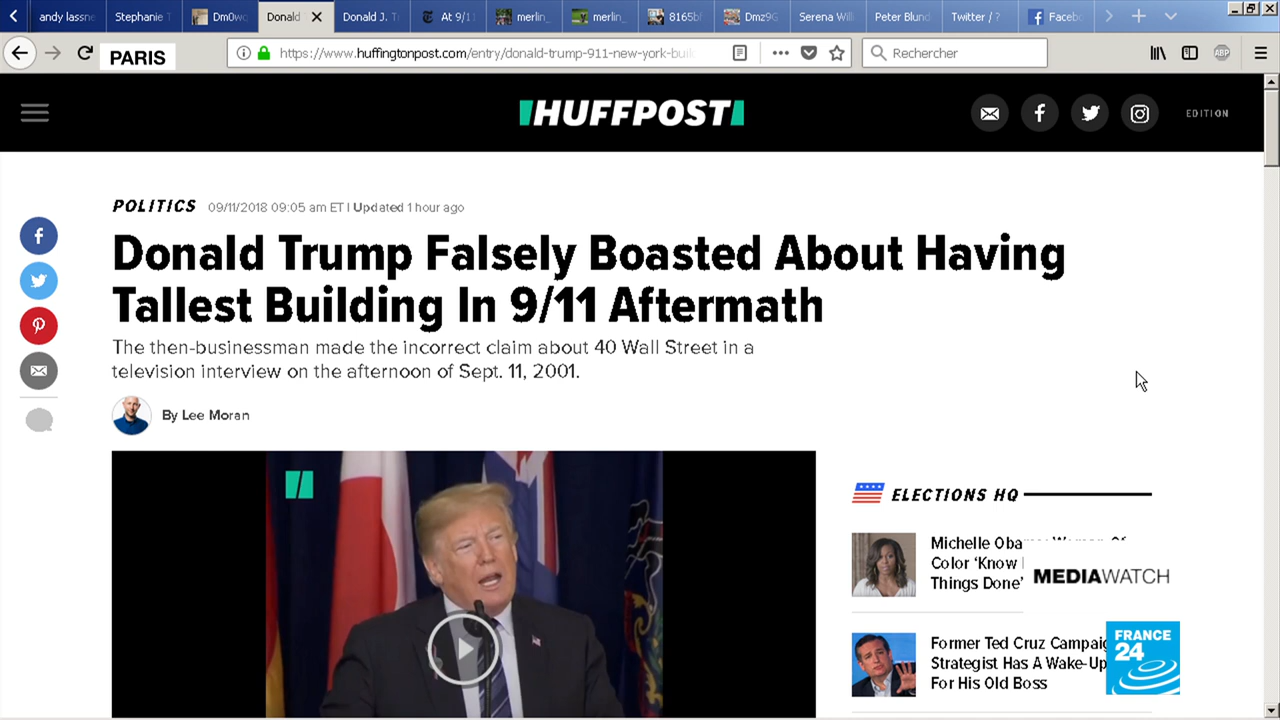 andy lassne
Stephanie T
Dm0w
Donald
Donald J. T
At 9/11
merlin_
merlin_
8165b
Dmz9G
Serena Will
Peter Blund
Twitter / ?
Faceb
PARIS
https://www.huffingtonpost.com/entry/donald-trump-911-new-york-buil
Rechercher
ABP
HUFFPOST
EDITION
POLITICS 09/11/2018 09:05 am ET | Updated 1 hour ago
Donald Trump Falsely Boasted About Having
Tallest Building In 9/11 Aftermath
The then-businessman made the incorrect claim about 40 Wall Street in a
television interview on the afternoon of Sept. 11, 2001.
By Lee Moran
ELECTIONS HQ
Michelle Oba
Color 'Know
Things Done'
MEDIAWATCH
Former Ted Cruz Campaig
Strategist Has A Wake-Up
For His Old Boss
FRANCE
24